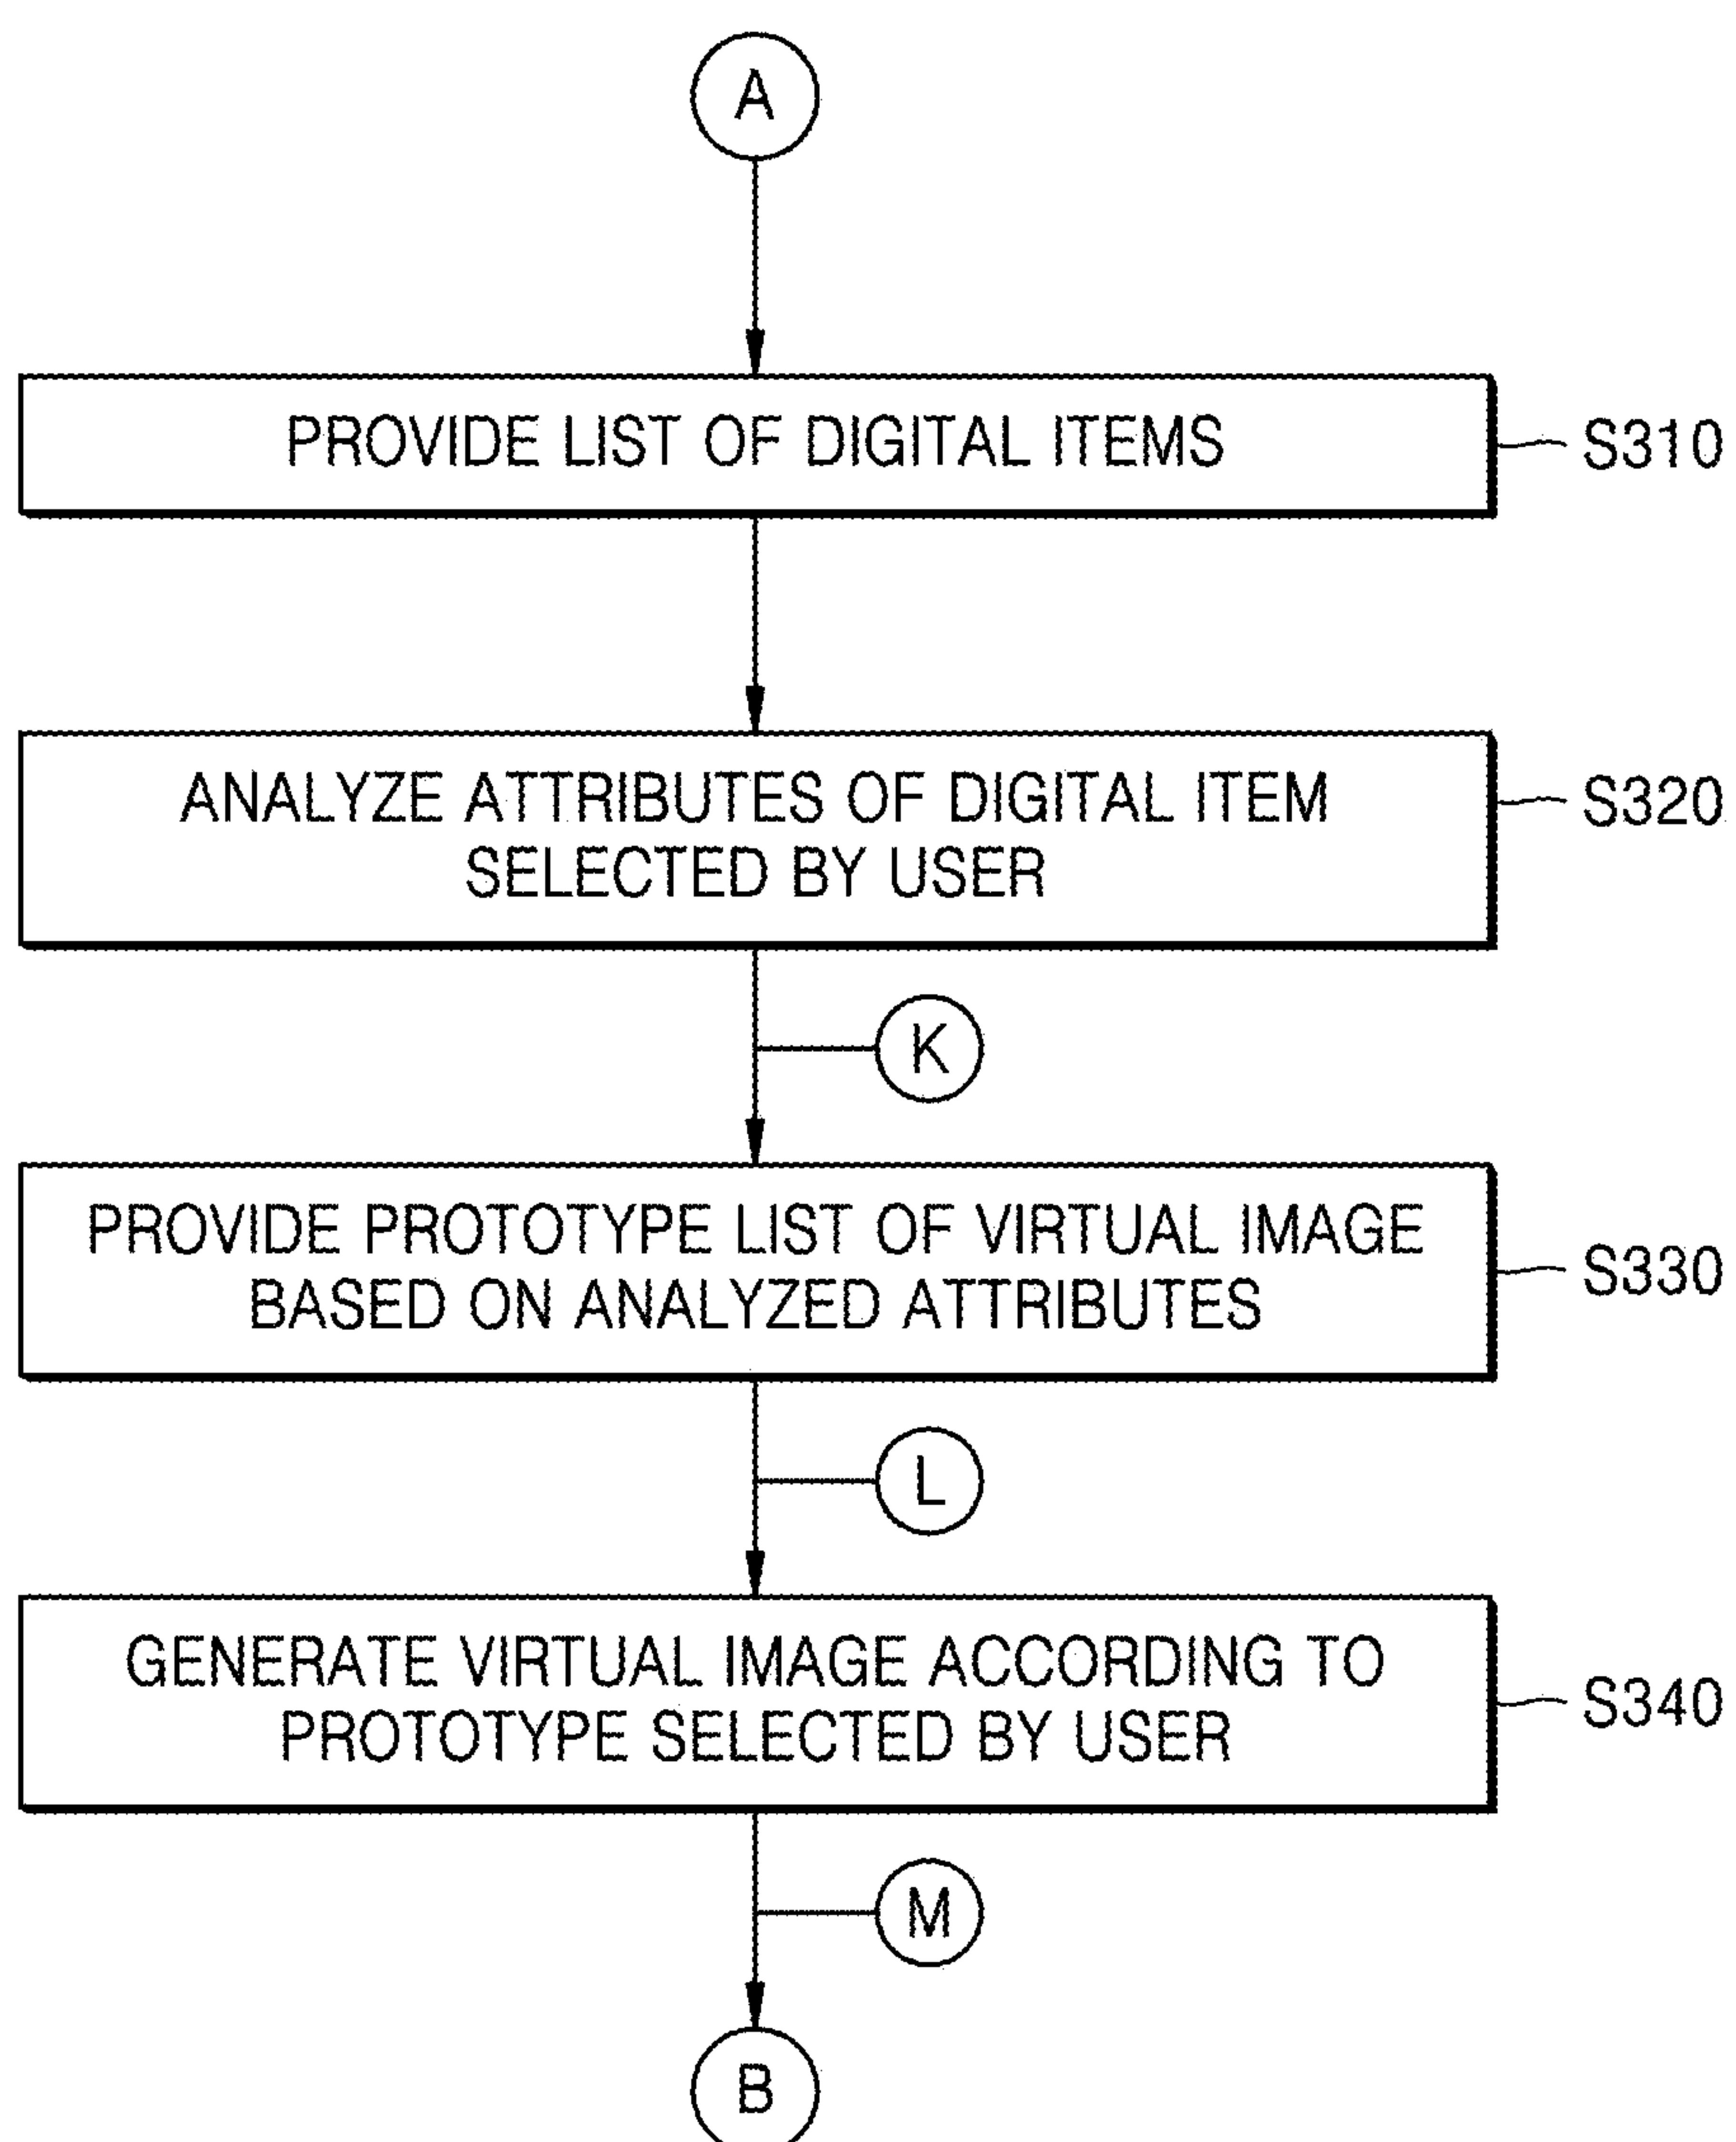 A
PROVIDE LIST OF DIGITAL ITEMS
S310
ANALYZE ATTRIBUTES OF DIGITAL ITEM
SELECTED BY USER
S320
K
PROVIDE PROTOTYPE LIST OF VIRTUAL IMAGE
BASED ON ANALYZED ATTRIBUTES
S330
L
GENERATE VIRTUAL IMAGE ACCORDING TO
PROTOTYPE SELECTED BY USER
S340
M
B